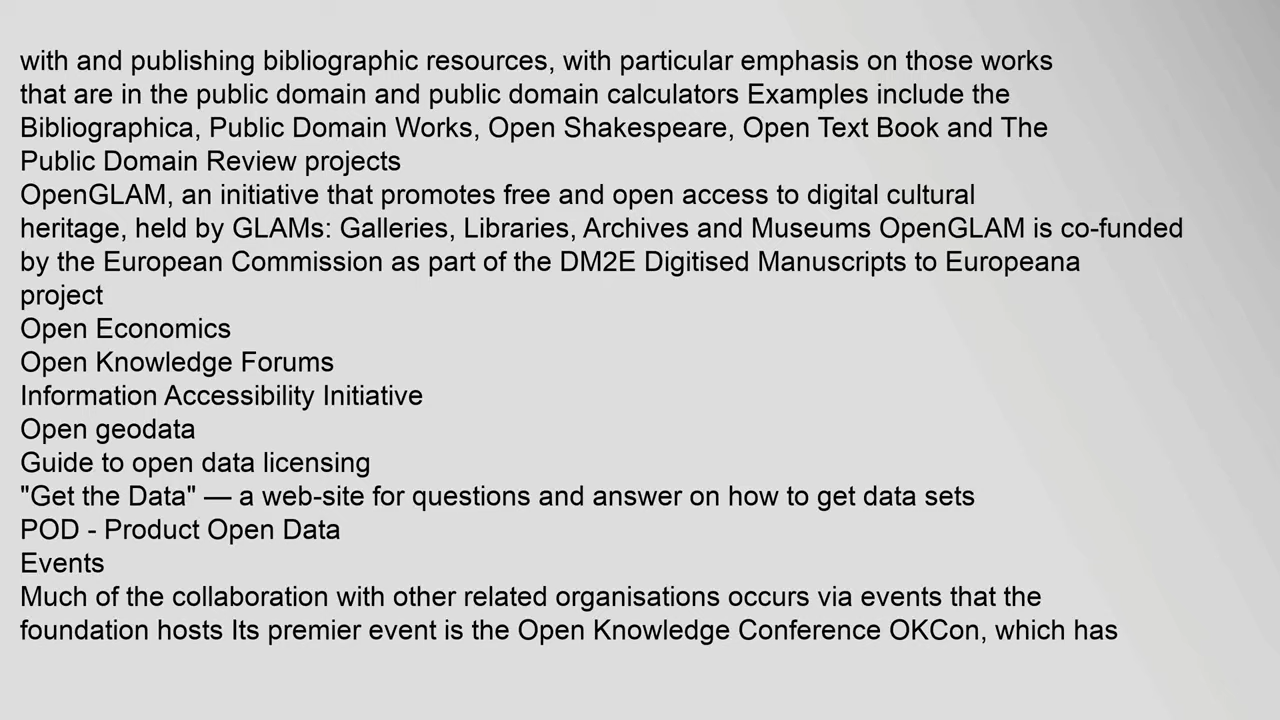 with and publishing bibliographic resources, with particular emphasis on those works
that are in the public domain and public domain calculators Examples include the
Bibliographica, Public Domain Works, Open Shakespeare, Open Text Book and The
Public Domain Review projects
OpenGLAM, an initiative that promotes free and open access to digital cultural
heritage, held by GLAMs: Galleries, Libraries, Archives and Museums OpenGLAM is co-funded
by the European Commission as part of the DM2E Digitised Manuscripts to Europeana
project
Open Economics
Open Knowledge Forums
Information Accessibility Initiative
Open geodata
Guide to open data licensing
"Get the Data" — a web-site for questions and answer on how to get data sets
POD - Product Open Data
Events
Much of the collaboration with other related organisations occurs via events that the
foundation hosts Its premier event is the Open Knowledge Conference OKCon, which has